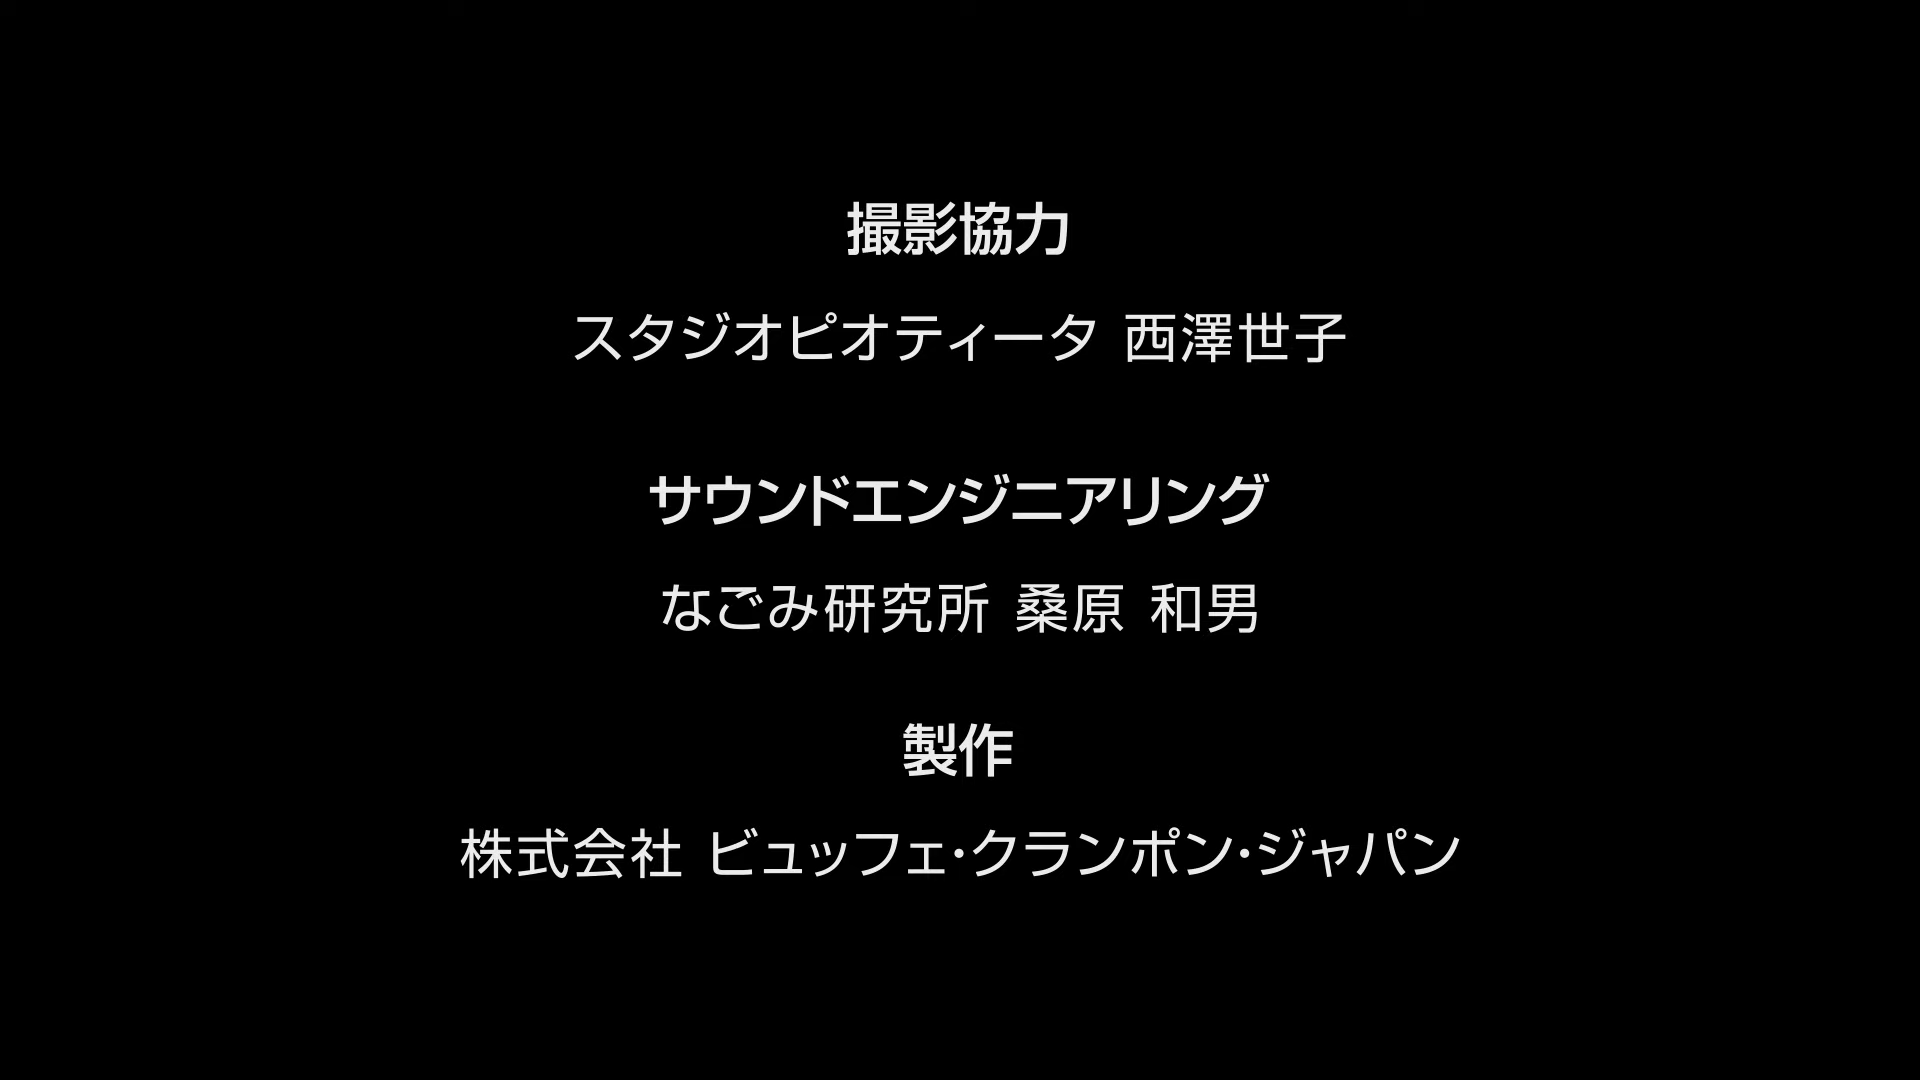 撮影協力
スタジオピオティータ 西澤世子
サウンドエンジニアリング
なごみ研究所 桑原 和男
製作
株式会社 ビュッフェ・クランポン・ジャパン